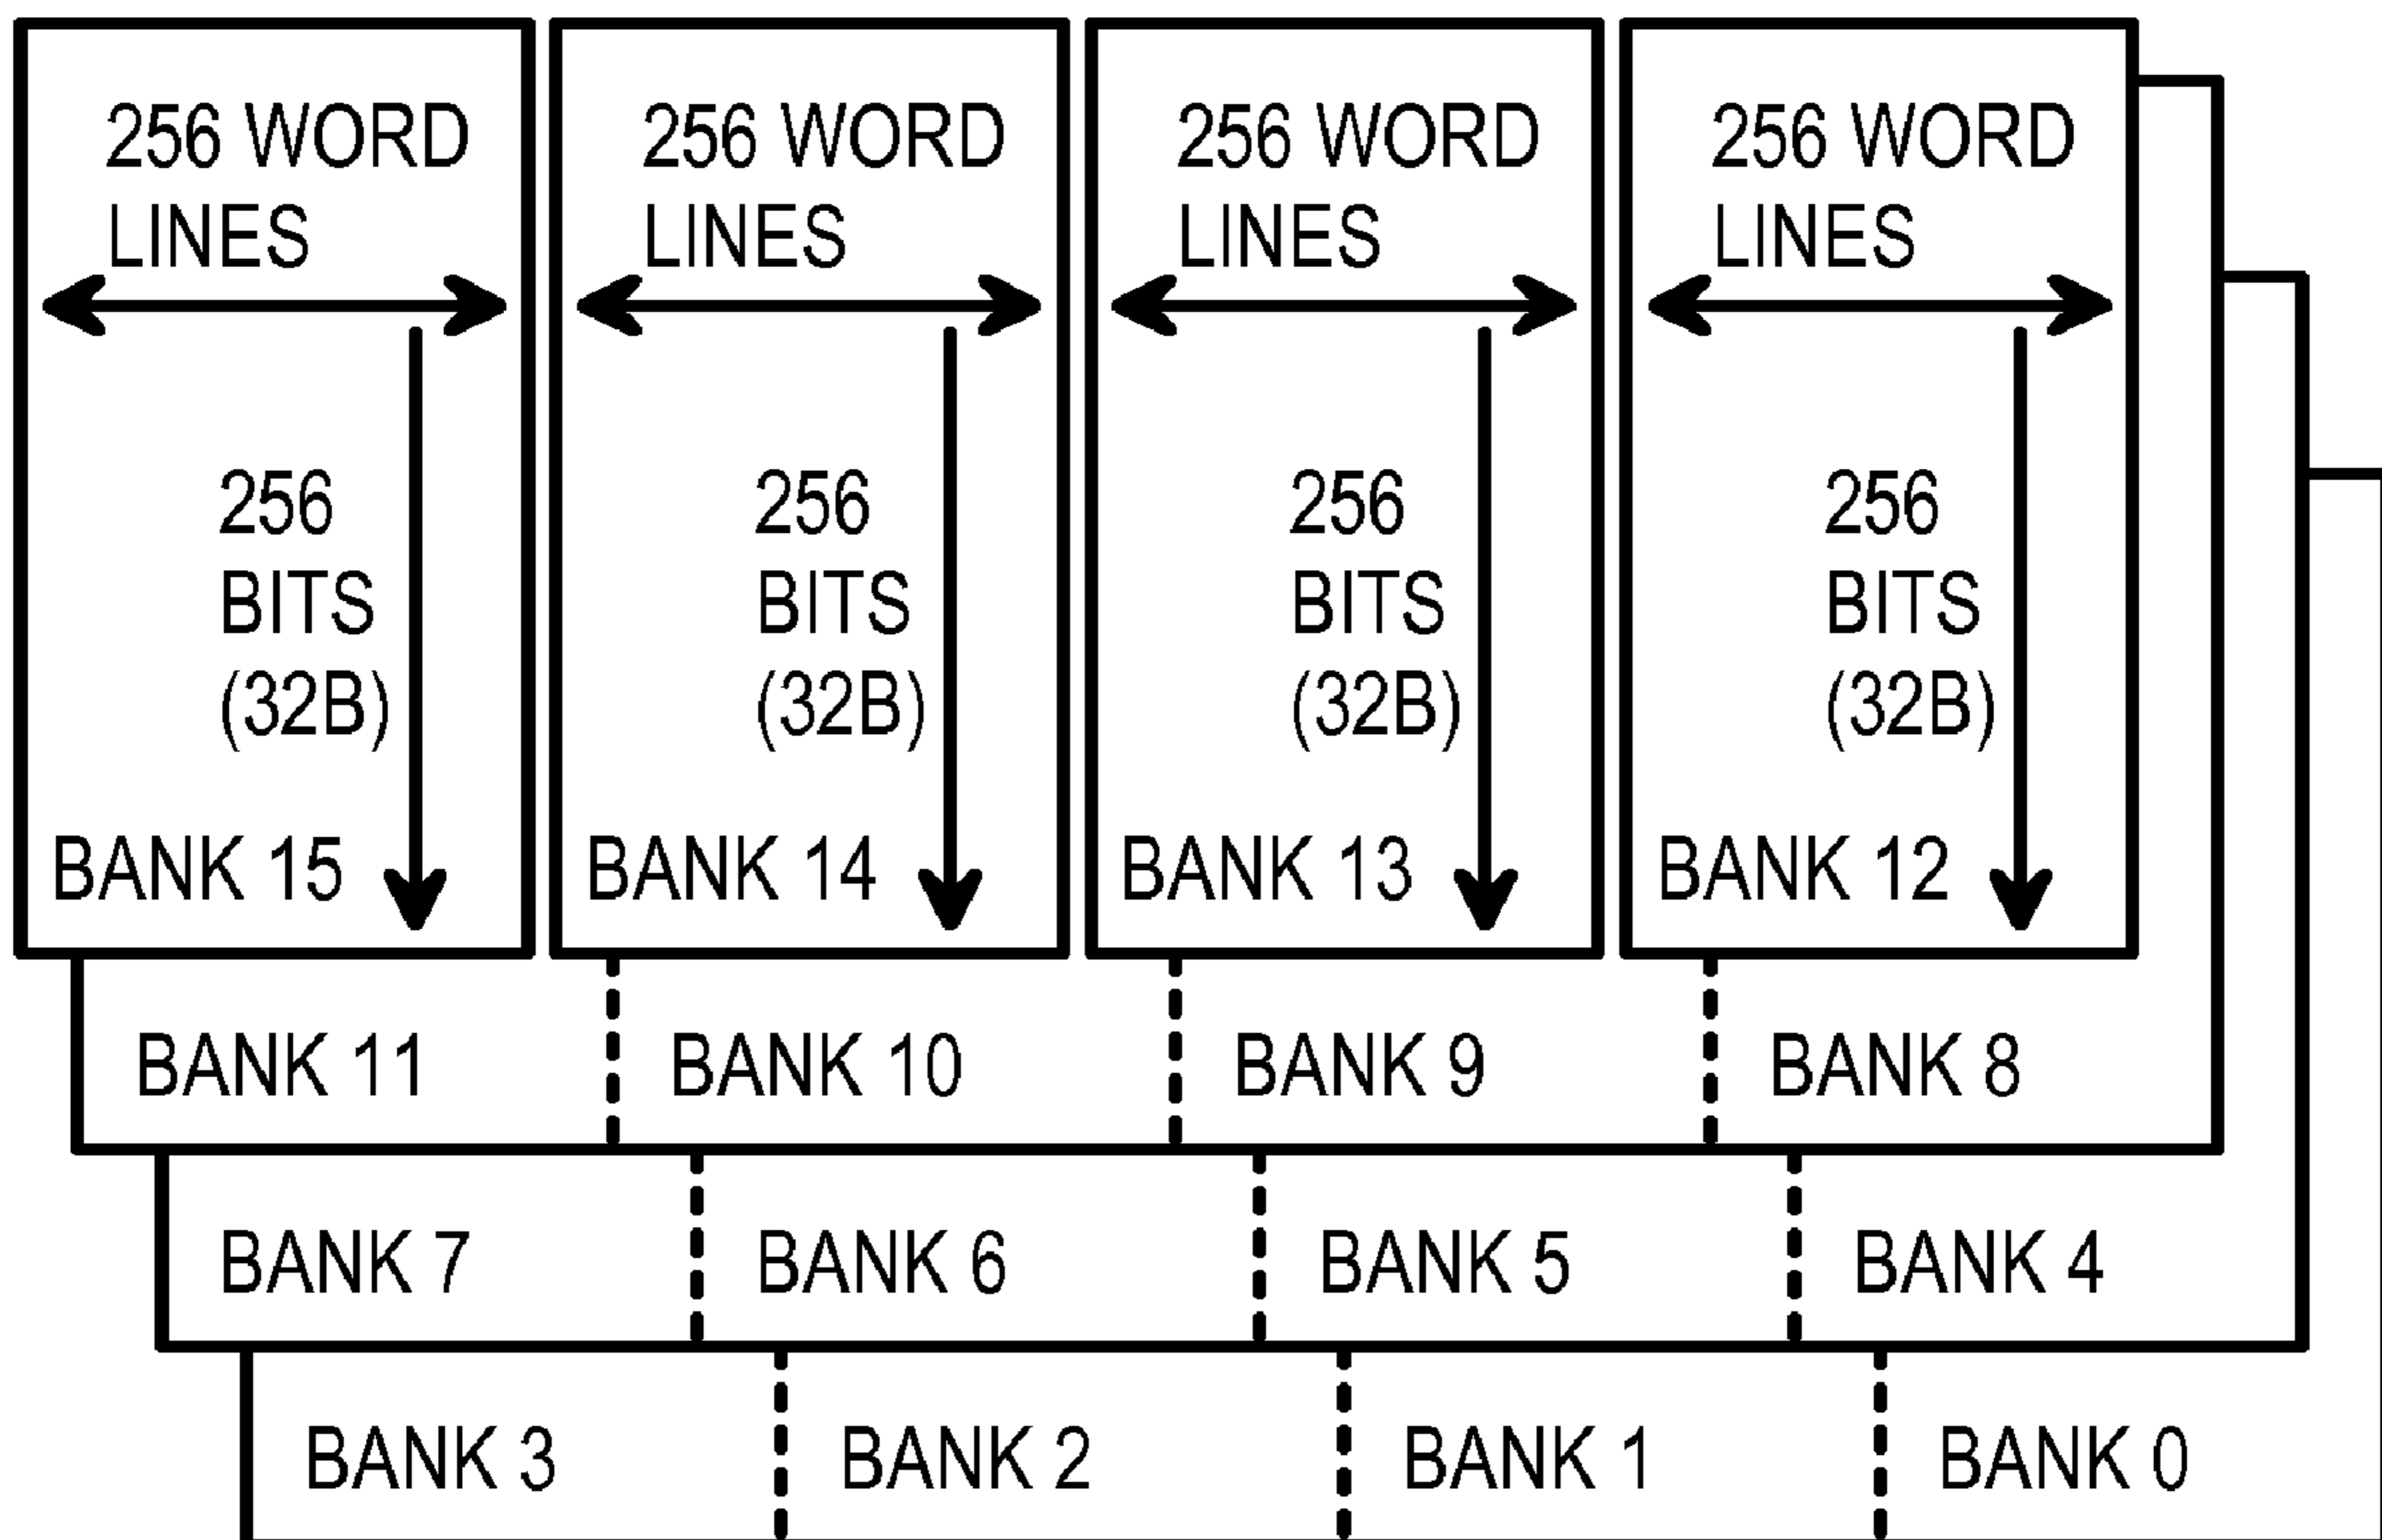 256 WORD
LINES
256
BITS
(32B)
BANK 15
256 WORD
LINES
256
BITS
(32B)
BANK 14
256 WORD
LINES
256
BITS
(32B)
BANK 13
256 WORD
LINES
256
BITS
(32B)
BANK 12
BANK 11
BANK 10
BANK 9
BANK 8
BANK 7
BANK 6
BANK 5
BANK 4
BANK 3
BANK 2
BANK 1
BANK 0